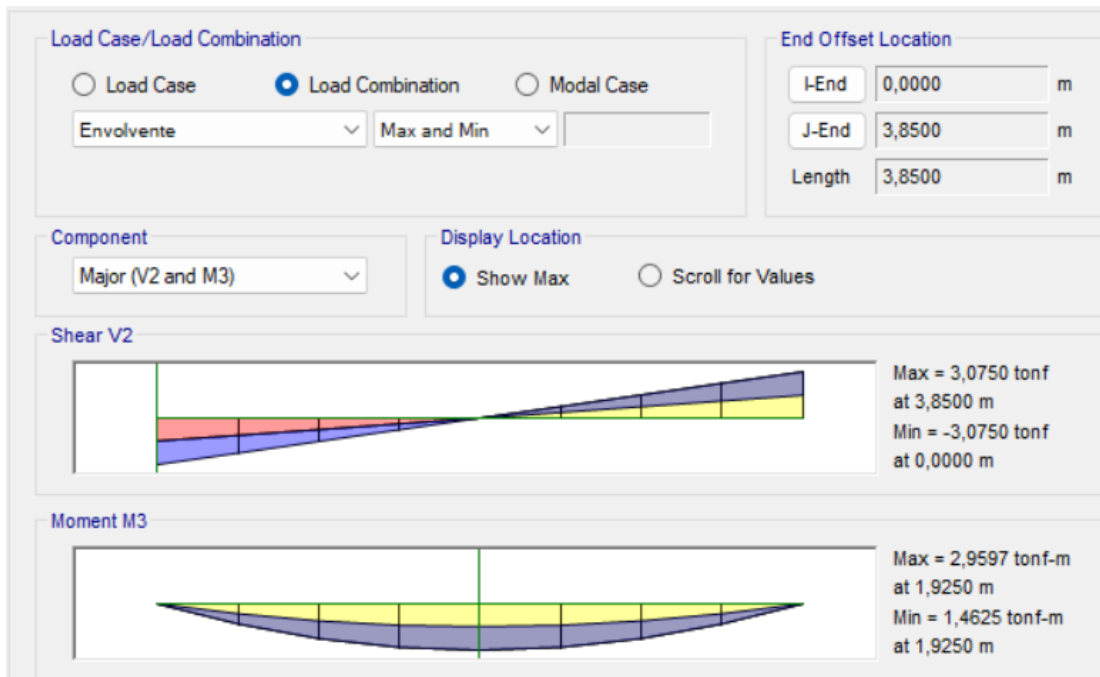 Load Case/Load Combination
Load Case
Load Combination
Modal Case
Envolvente
Max and Min
End Offset Location
I-End
0,0000
m
J-End
3,8500
m
Length
3,8500
m
Component
Major (V2 and M3)
Display Location
Show Max
Scroll for Values
Shear V2
Max = 3,0750 tonf
at 3,8500 m
Min = -3,0750 tonf
at 0,0000 m
Moment M3
Max = 2,9597 tonf-m
at 1,9250 m
Min = 1,4625 tonf-m
at 1,9250 m